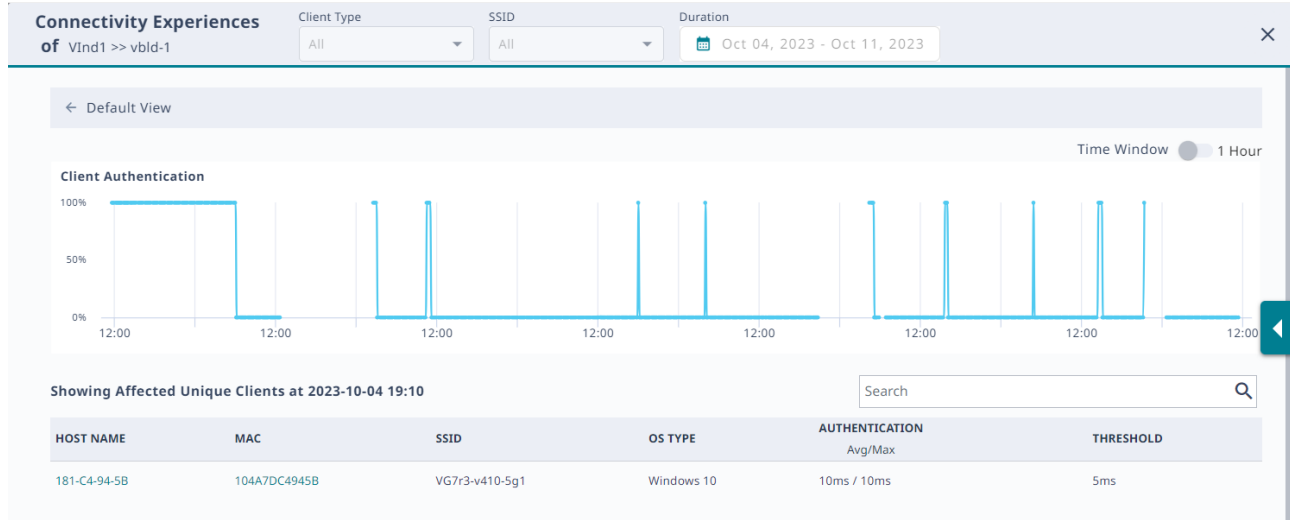 Connectivity Experiences
of VInd1 >> vbld-1
Client Type
All
SSID
All
Duration
Oct 04, 2023 - Oct 11, 2023
Default View
Time Window 1 Hour
Client Authentication
100%
50%
0%
12:00 12:00 12:00 12:00 12:00 12:00 12:00 12:00
Showing Affected Unique Clients at 2023-10-04 19:10
Search
HOST NAME MAC SSID OS TYPE AUTHENTICATION Avg/Max THRESHOLD
181-C4-94-5B 104A7DC4945B VG7r3-v410-5g1 Windows 10 10ms / 10ms 5ms